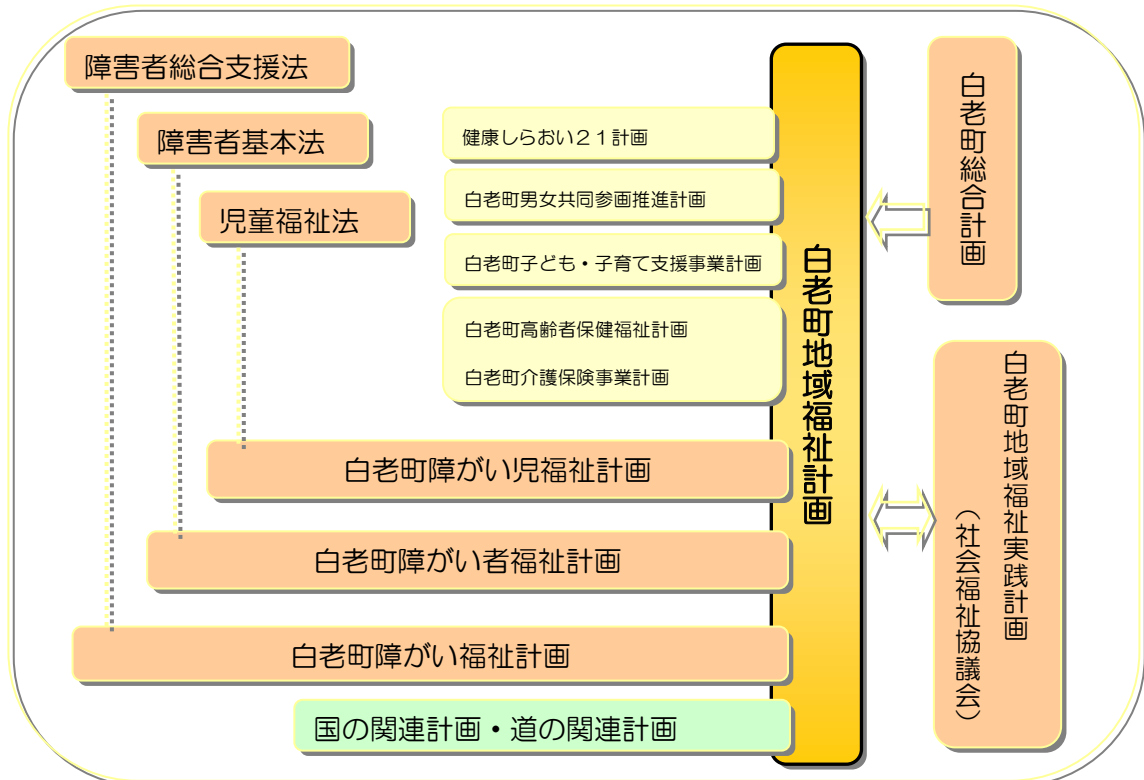 障害者総合支援法
障害者基本法
児童福祉法
健康しらおい２１計画
白老町男女共同参画推進計画
白老町子ども・子育て支援事業計画
白老町高齢者保健福祉計画
白老町介護保険事業計画
白老町障がい児福祉計画
白老町障がい者福祉計画
白老町障がい福祉計画
国の関連計画・道の関連計画
白老町地域福祉計画
白老町総合計画
白老町地域福祉実践計画
（社会福祉協議会）